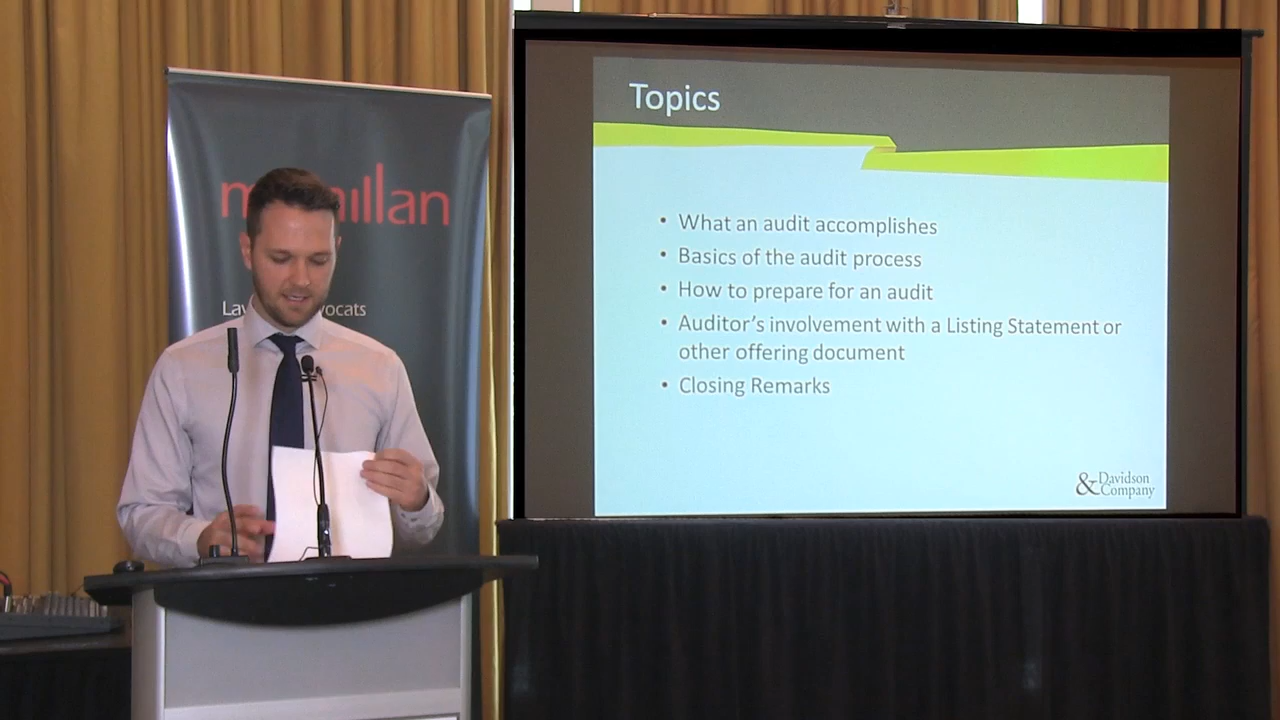 Topics
• What an audit accomplishes
• Basics of the audit process
• How to prepare for an audit
• Auditor's involvement with a Listing Statement or
other offering document
• Closing Remarks
& Davidson
Company